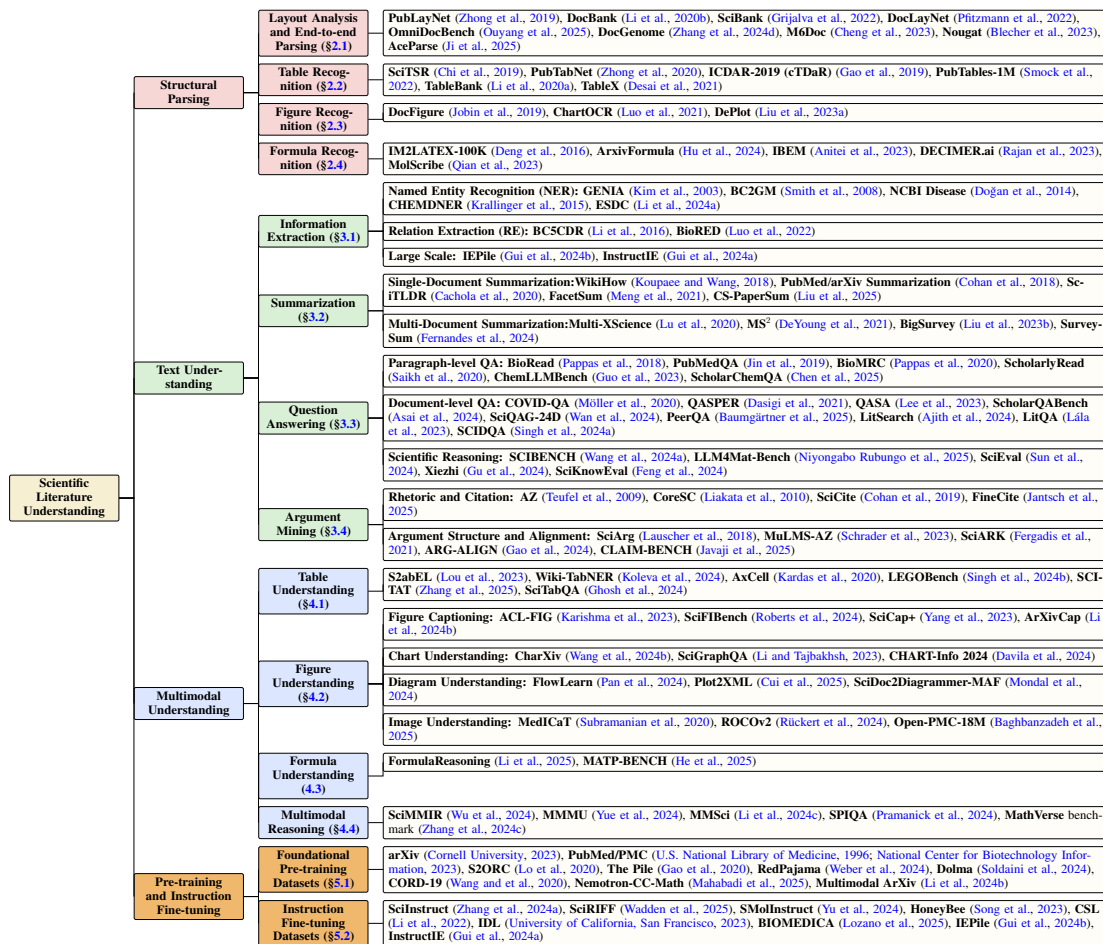 Scientific
Literature
Understanding
Structural
Parsing
Layout Analysis
and End-to-end
Parsing (§2.1)
PubLayNet (Zhong et al., 2019), DocBank (Li et al., 2020b), SciBank (Grijalva et al., 2022), DocLayNet (Pfitzmann et al., 2022),
OmniDocBench (Ouyang et al., 2025), DocGenome (Zhang et al., 2024d), M6Doc (Cheng et al., 2023), Nougat (Blecher et al., 2023),
AceParse (Ji et al., 2025)
Table Recog-
nition (§2.2)
SciTSR (Chi et al., 2019), PubTabNet (Zhong et al., 2020), ICDAR-2019 (cTDaR) (Gao et al., 2019), PubTables-1M (Smock et al.,
2022), TableBank (Li et al., 2020a), TableX (Desai et al., 2021)
Figure Recog-
nition (§2.3)
DocFigure (Jobin et al., 2019), ChartOCR (Luo et al., 2021), DePlot (Liu et al., 2023a)
Formula Recog-
nition (§2.4)
IM2LATEX-100K (Deng et al., 2016), ArxivFormula (Hu et al., 2024), IBEM (Anitei et al., 2023), DECIMER.ai (Rajan et al., 2023),
MolScribe (Qian et al., 2023)
Text Under-
standing
Information
Extraction (§3.1)
Named Entity Recognition (NER): GENIA (Kim et al., 2003), BC2GM (Smith et al., 2008), NCBI Disease (Doğan et al., 2014),
CHEMDNER (Krallinger et al., 2015), ESDC (Li et al., 2024a)
Relation Extraction (RE): BC5CDR (Li et al., 2016), BioRED (Luo et al., 2022)
Large Scale: IEPile (Gui et al., 2024b), InstructIE (Gui et al., 2024a)
Summarization
(§3.2)
Single-Document Summarization:WikiHow (Koupaee and Wang, 2018), PubMed/arXiv Summarization (Cohan et al., 2018), Sc-
iTLDR (Cachola et al., 2020), FacetSum (Meng et al., 2021), CS-PaperSum (Liu et al., 2025)
Multi-Document Summarization:Multi-XScience (Lu et al., 2020), MS² (DeYoung et al., 2021), BigSurvey (Liu et al., 2023b), Survey-
Sum (Fernandes et al., 2024)
Question
Answering (§3.3)
Paragraph-level QA: BioRead (Pappas et al., 2018), PubMedQA (Jin et al., 2019), BioMRC (Pappas et al., 2020), ScholarlyRead
(Saikh et al., 2020), ChemLLMBench (Guo et al., 2023), ScholarChemQA (Chen et al., 2025)
Document-level QA: COVID-QA (Möller et al., 2020), QASPER (Dasigi et al., 2021), QASA (Lee et al., 2023), ScholarQABench
(Asai et al., 2024), SciQAG-24D (Wan et al., 2024), PeerQA (Baumgärtner et al., 2025), LitSearch (Ajith et al., 2024), LitQA (Lála
et al., 2023), SCIDQA (Singh et al., 2024a)
Scientific Reasoning: SCIBENCH (Wang et al., 2024a), LLM4Mat-Bench (Niyongabo Rubungo et al., 2025), SciEval (Sun et al.,
2024), Xiezhi (Gu et al., 2024), SciKnowEval (Feng et al., 2024)
Argument
Mining (§3.4)
Rhetoric and Citation: AZ (Teufel et al., 2009), CoreSC (Liakata et al., 2010), SciCite (Cohan et al., 2019), FineCite (Jantsch et al.,
2025)
Argument Structure and Alignment: SciArg (Lauscher et al., 2018), MuLMS-AZ (Schrader et al., 2023), SciARK (Fergadis et al.,
2021), ARG-ALIGN (Gao et al., 2024), CLAIM-BENCH (Javaji et al., 2025)
Multimodal
Understanding
Table
Understanding
(§4.1)
S2abEL (Lou et al., 2023), Wiki-TabNER (Koleva et al., 2024), AxCell (Kardas et al., 2020), LEGOBench (Singh et al., 2024b), SCI-
TAT (Zhang et al., 2025), SciTabQA (Ghosh et al., 2024)
Figure
Understanding
(§4.2)
Figure Captioning: ACL-FIG (Karishma et al., 2023), SciFIBench (Roberts et al., 2024), SciCap+ (Yang et al., 2023), ArXivCap (Li
et al., 2024b)
Chart Understanding: CharXiv (Wang et al., 2024b), SciGraphQA (Li and Tajbakhsh, 2023), CHART-Info 2024 (Davila et al., 2024)
Diagram Understanding: FlowLearn (Pan et al., 2024), Plot2XML (Cui et al., 2025), SciDoc2Diagrammer-MAF (Mondal et al.,
2024)
Image Understanding: MedICaT (Subramanian et al., 2020), ROCOv2 (Rückert et al., 2024), Open-PMC-18M (Baghbanzadeh et al.,
2025)
Formula
Understanding
(4.3)
FormulaReasoning (Li et al., 2025), MATP-BENCH (He et al., 2025)
Multimodal
Reasoning (§4.4)
SciMMIR (Wu et al., 2024), MMMU (Yue et al., 2024), MMSci (Li et al., 2024c), SPIQA (Pramanick et al., 2024), MathVerse bench-
mark (Zhang et al., 2024c)
Pre-training
and Instruction
Fine-tuning
Foundational
Pre-training
Datasets (§5.1)
arXiv (Cornell University, 2023), PubMed/PMC (U.S. National Library of Medicine, 1996; National Center for Biotechnology Infor-
mation, 2023), S2ORC (Lo et al., 2020), The Pile (Gao et al., 2020), RedPajama (Weber et al., 2024), Dolma (Soldaini et al., 2024),
CORD-19 (Wang and et al., 2020), Nemotron-CC-Math (Mahabadi et al., 2025), Multimodal ArXiv (Li et al., 2024b)
Instruction
Fine-tuning
Datasets (§5.2)
SciInstruct (Zhang et al., 2024a), SciRIFF (Wadden et al., 2025), SMolInstruct (Yu et al., 2024), HoneyBee (Song et al., 2023), CSL
(Li et al., 2022), IDL (University of California, San Francisco, 2023), BIOMEDICA (Lozano et al., 2025), IEPile (Gui et al., 2024b),
InstructIE (Gui et al., 2024a)